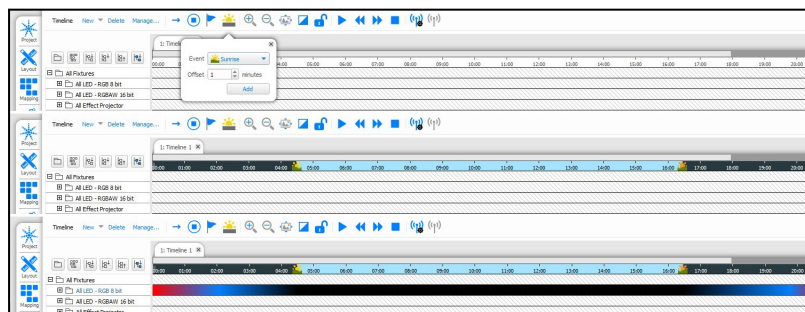 Timeline New Delete Manage...
Project
1: Timeli
Event Sunrise
Offset 1 minutes
Add
Layout
00:00 04:00 05:00 06:00 07:00 08:00 09:00 10:00 11:00 12:00 13:00 14:00 15:00 16:00 17:00 18:00 19:00 20:00
All Fixtures
All LED - RGB 8 bit
All LED - RGBAW 16 bit
Mapping
All Effect Projector
Timeline New Delete Manage...
Project
1: Timeline 1
Layout
00:00 01:00 02:00 03:00 04:00 05:00 06:00 07:00 08:00 09:00 10:00 11:00 12:00 13:00 14:00 15:00 16:00 17:00 18:00 19:00 20:00
All Fixtures
All LED - RGB 8 bit
All LED - RGBAW 16 bit
Mapping
All Effect Projector
Timeline New Delete Manage...
Project
1: Timeline 1
Layout
00:00 01:00 02:00 03:00 04:00 05:00 06:00 07:00 08:00 09:00 10:00 11:00 12:00 13:00 14:00 15:00 16:00 17:00 18:00 19:00 20:00
All Fixtures
All LED - RGB 8 bit
All LED - RGBAW 16 bit
Mapping
All Effect Projector